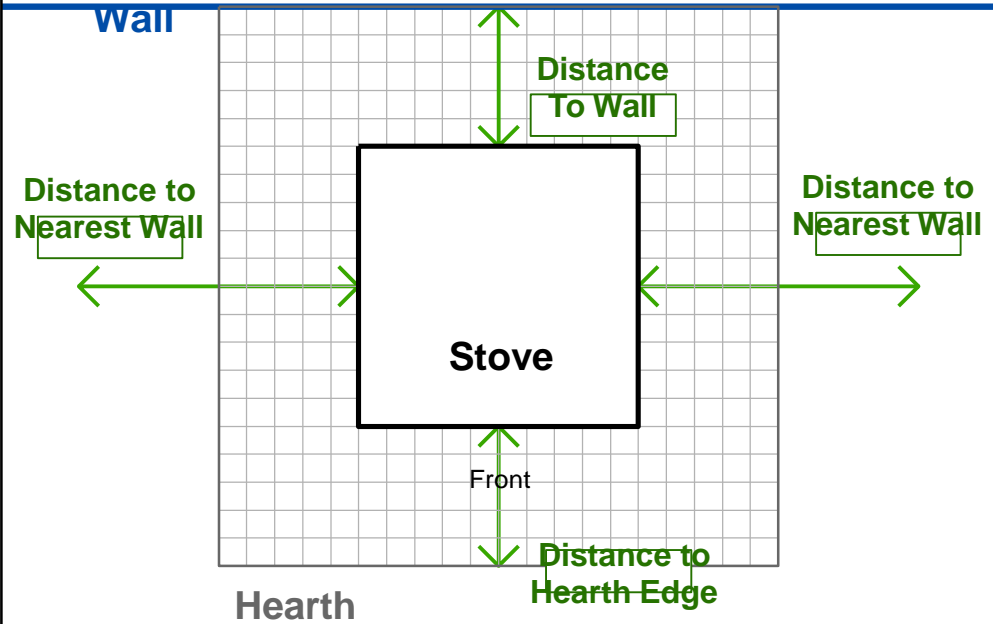 Wall
Distance
To Wall
Distance to
Nearest Wall
Distance to
Nearest Wall
Stove
Front
Distance to
Hearth Edge
Hearth